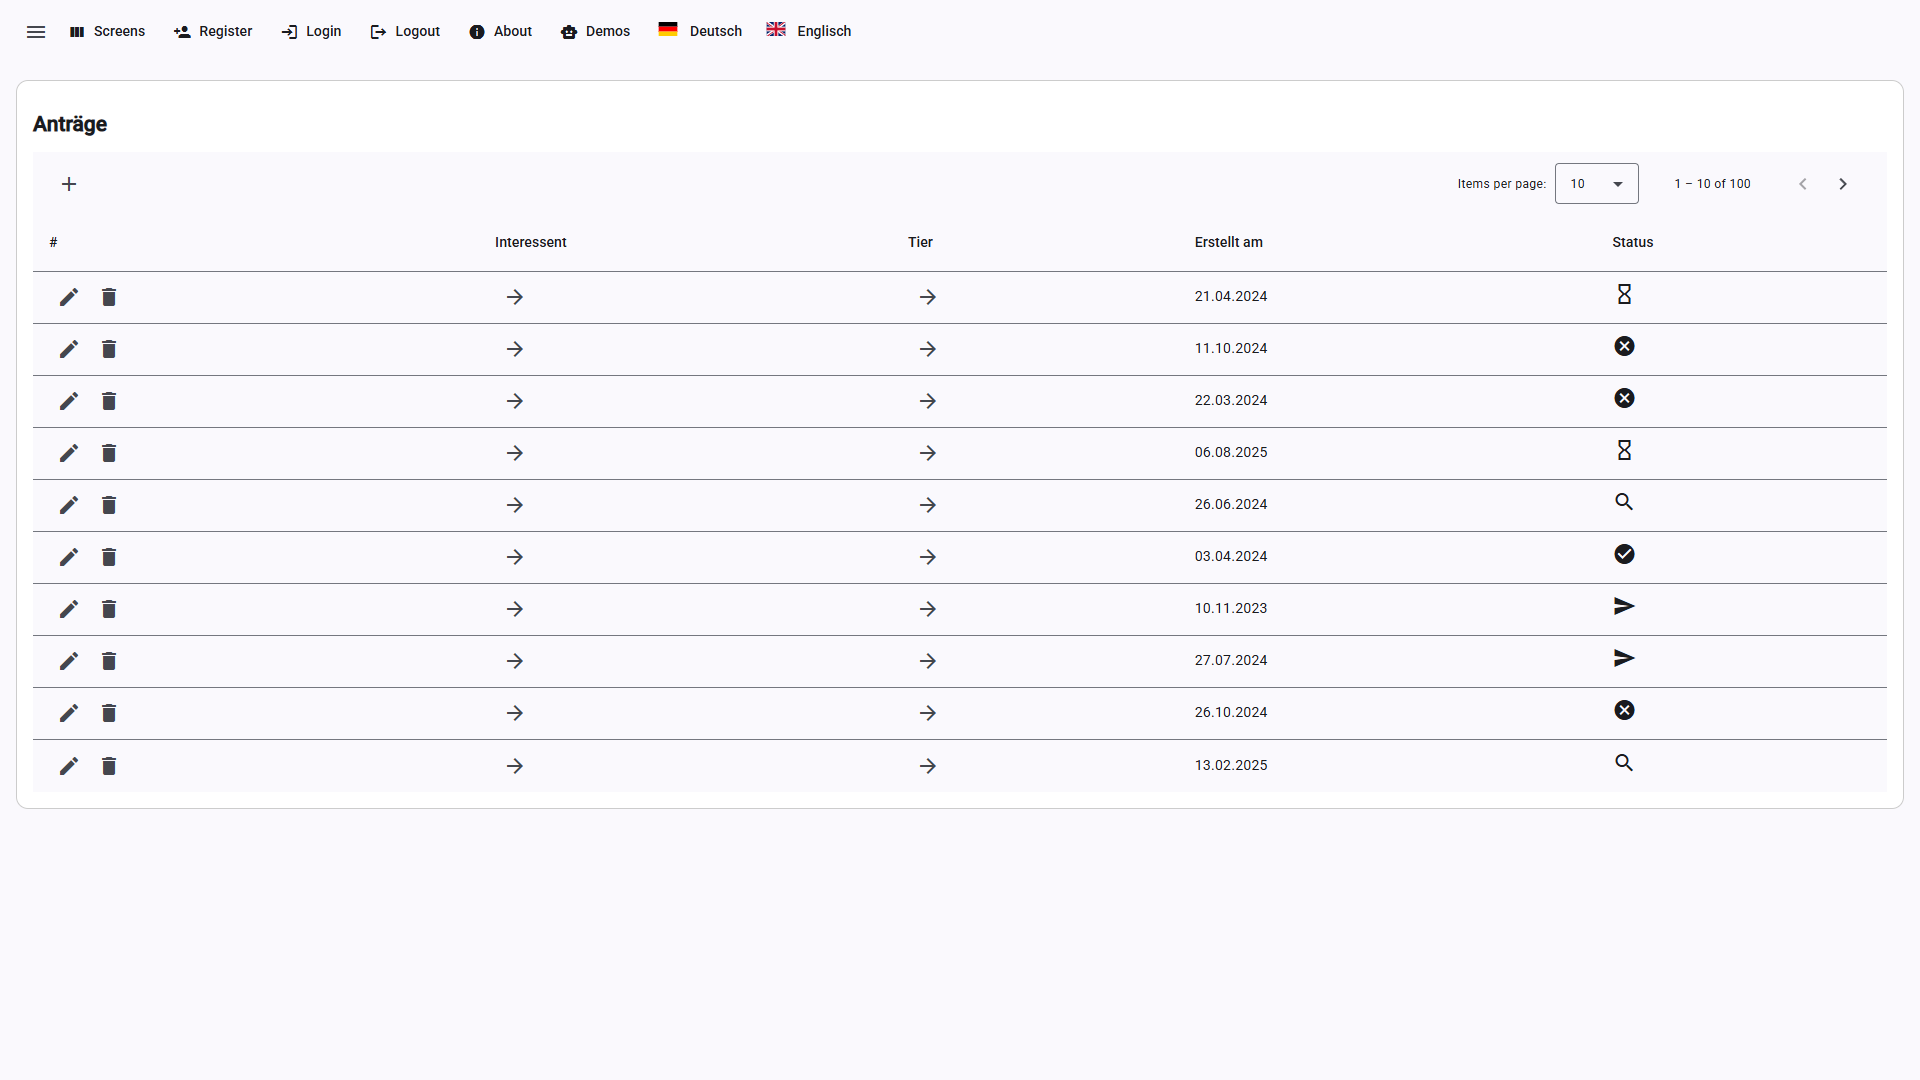 Screens Register Login Logout About Demos Deutsch Englisch
Anträge
Items per page: 10 1 – 10 of 100
# Interessent Tier Erstellt am Status
21.04.2024
11.10.2024
22.03.2024
06.08.2025
26.06.2024
03.04.2024
10.11.2023
27.07.2024
26.10.2024
13.02.2025